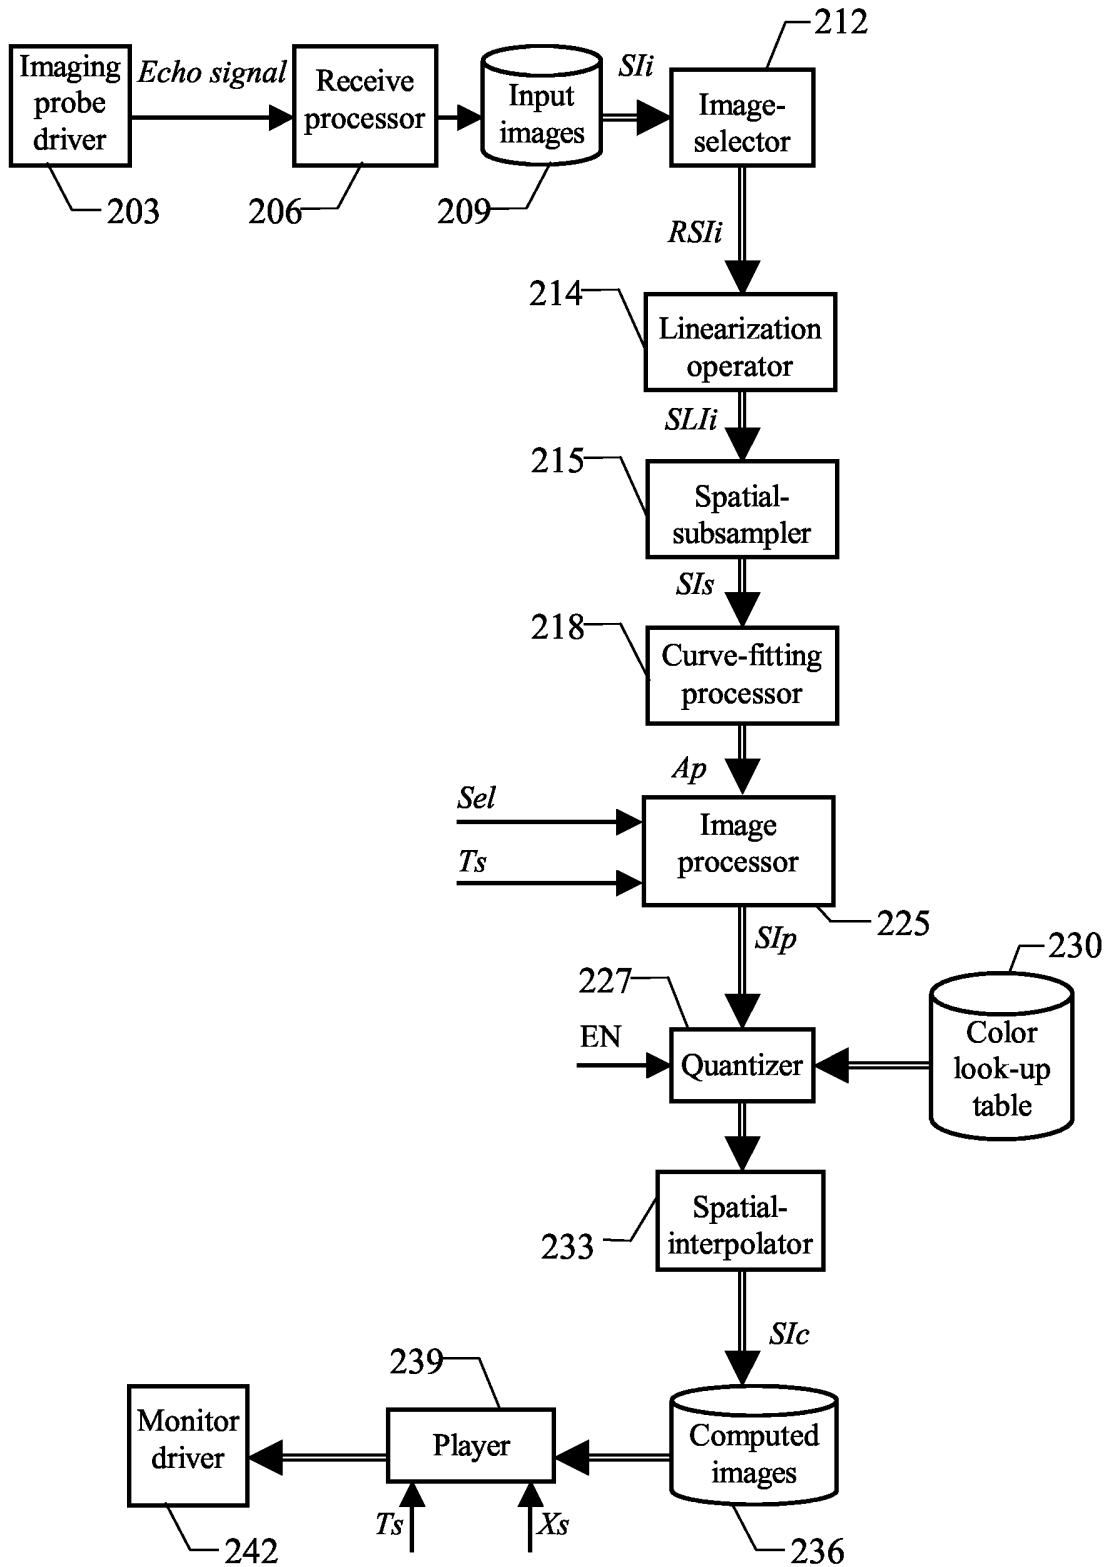 212
Imaging
probe
driver
Echo signal
Receive
processor
Input
images
SIi
Image-
selector
203
206
209
RSIi
214
Linearization
operator
SLIi
215
Spatial-
subsampler
SIs
218
Curve-fitting
processor
Ap
Sel
Ts
Image
processor
225
SIp
230
227
EN
Quantizer
Color
look-up
table
Spatial-
interpolator
233
SIc
239
Monitor
driver
Player
Computed
images
Ts
Xs
242
236